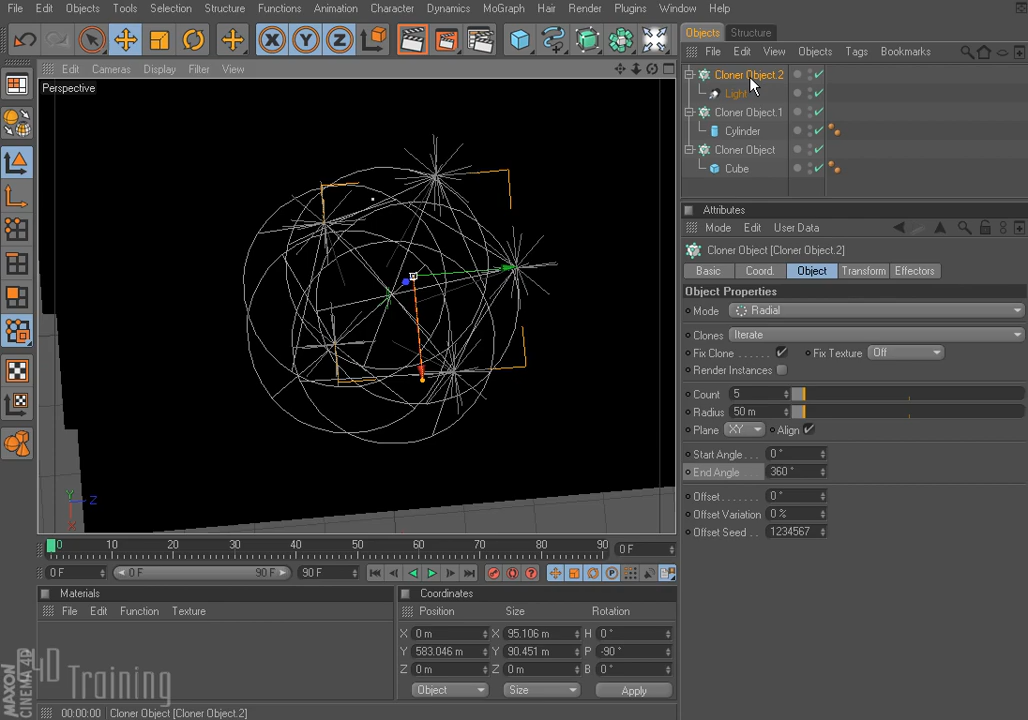 File Edit Objects Tools Selection Structure Functions Animation Character Dynamics MoGraph Hair Render Plugins Window Help
Objects Structure
File Edit View Objects Tags Bookmarks
Cloner Object.2
Light
Cloner Object.1
Cylinder
Cloner Object
Cube
Edit Cameras Display Filter View
Perspective
X Y Z
Y Z X
Attributes
Mode Edit User Data
Cloner Object [Cloner Object.2]
Basic Coord. Object Transform Effectors
Object Properties
Mode Radial
Clones Iterate
Fix Clone . . . . . Fix Texture Off
Render Instances
Count 5
Radius 50 m
Plane XY Align
Start Angle . . . 0 °
End Angle . . . 360 °
Offset . . . . . . . 0 °
Offset Variation 0 %
Offset Seed . . 1234567
0 10 20 30 40 50 60 70 80 90 0 F
0 F 0 F 90 F 90 F
Materials
File Edit Function Texture
Coordinates
Position Size Rotation
X 0 m X 95.106 m H 0 °
Y 583.046 m Y 90.451 m P -90 °
Z 0 m Z 0 m B 0 °
Object Size Apply
C4D Training
MAXON
CINEMA 4D
00:00:00 Cloner Object [Cloner Object.2]